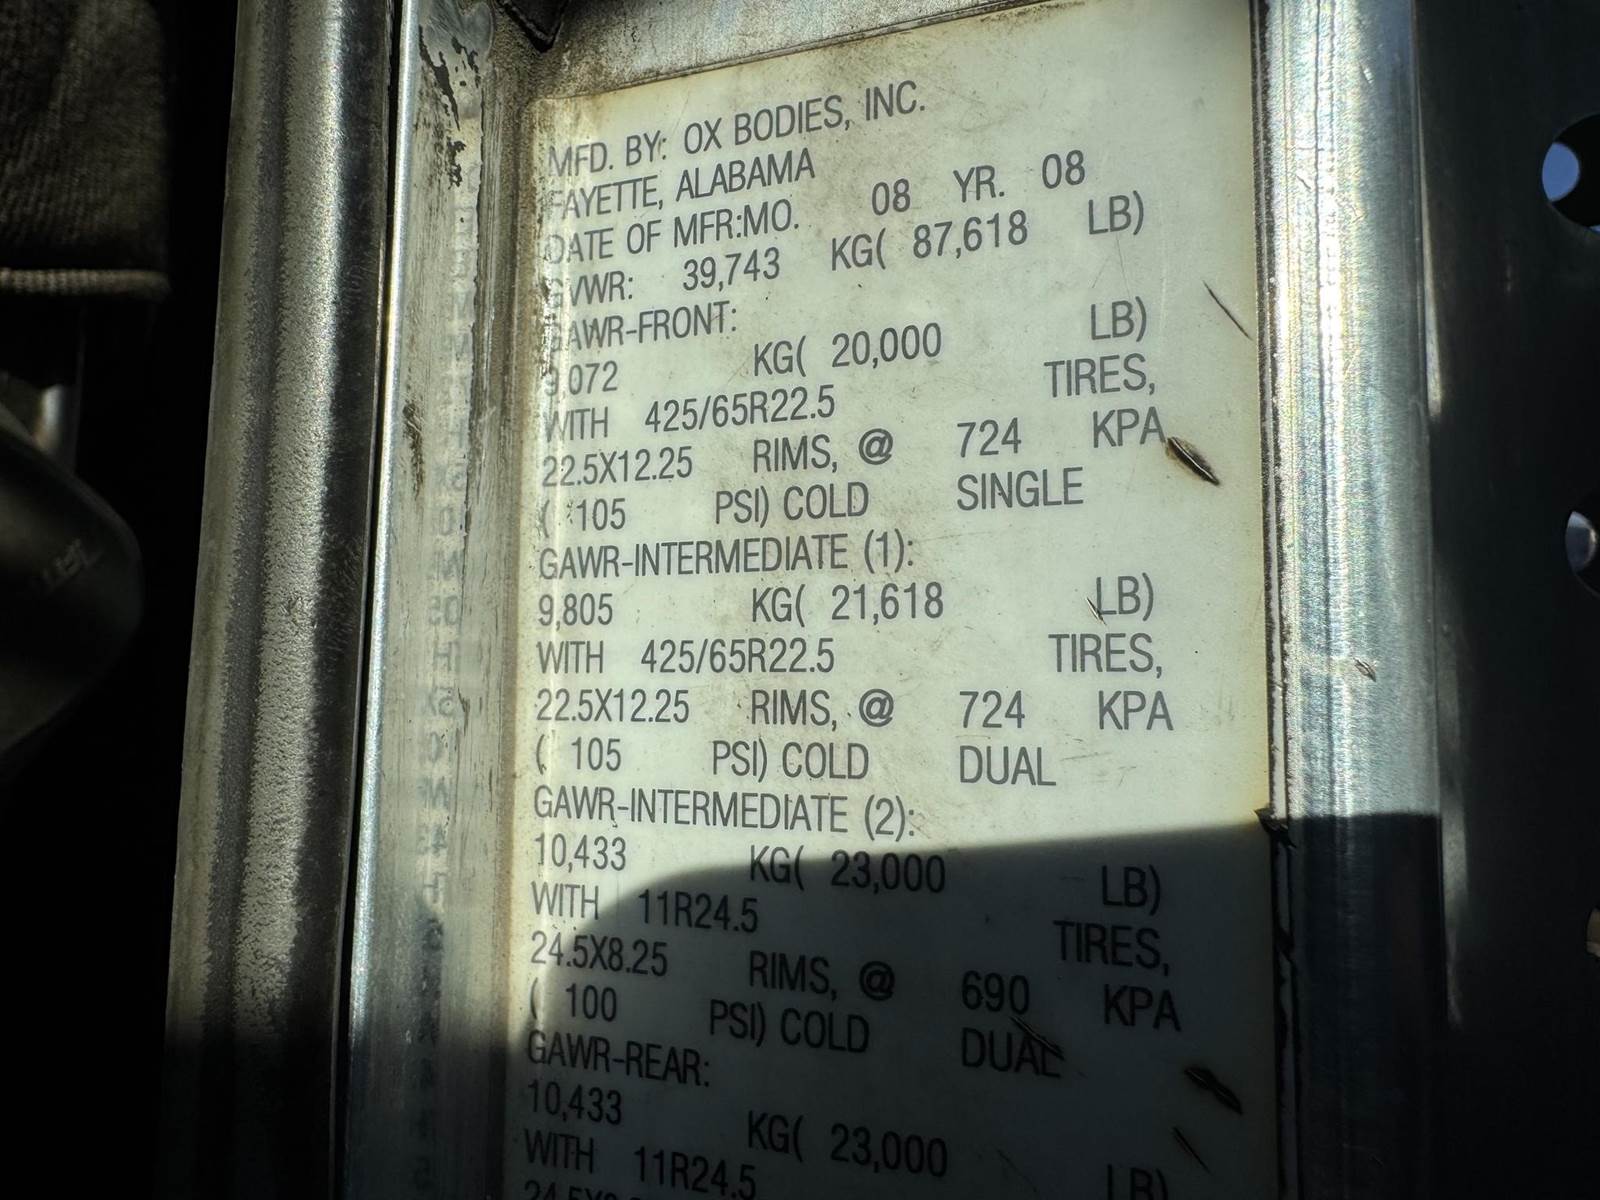 MFD. BY: OX BODIES, INC.
FAYETTE, ALABAMA
DATE OF MFR:MO. 08 YR. 08
GVWR: 39,743 KG( 87,618 LB)
GAWR-FRONT:
9,072 KG( 20,000 LB)
WITH 425/65R22.5 TIRES,
22.5X12.25 RIMS, @ 724 KPA
( 105 PSI) COLD SINGLE
GAWR-INTERMEDIATE (1):
9,805 KG( 21,618 LB)
WITH 425/65R22.5 TIRES,
22.5X12.25 RIMS, @ 724 KPA
( 105 PSI) COLD DUAL
GAWR-INTERMEDIATE (2):
10,433 KG( 23,000 LB)
WITH 11R24.5 TIRES,
24.5X8.25 RIMS, @ 690 KPA
( 100 PSI) COLD DUAL
GAWR-REAR:
10,433 KG( 23,000 LB)
WITH 11R24.5